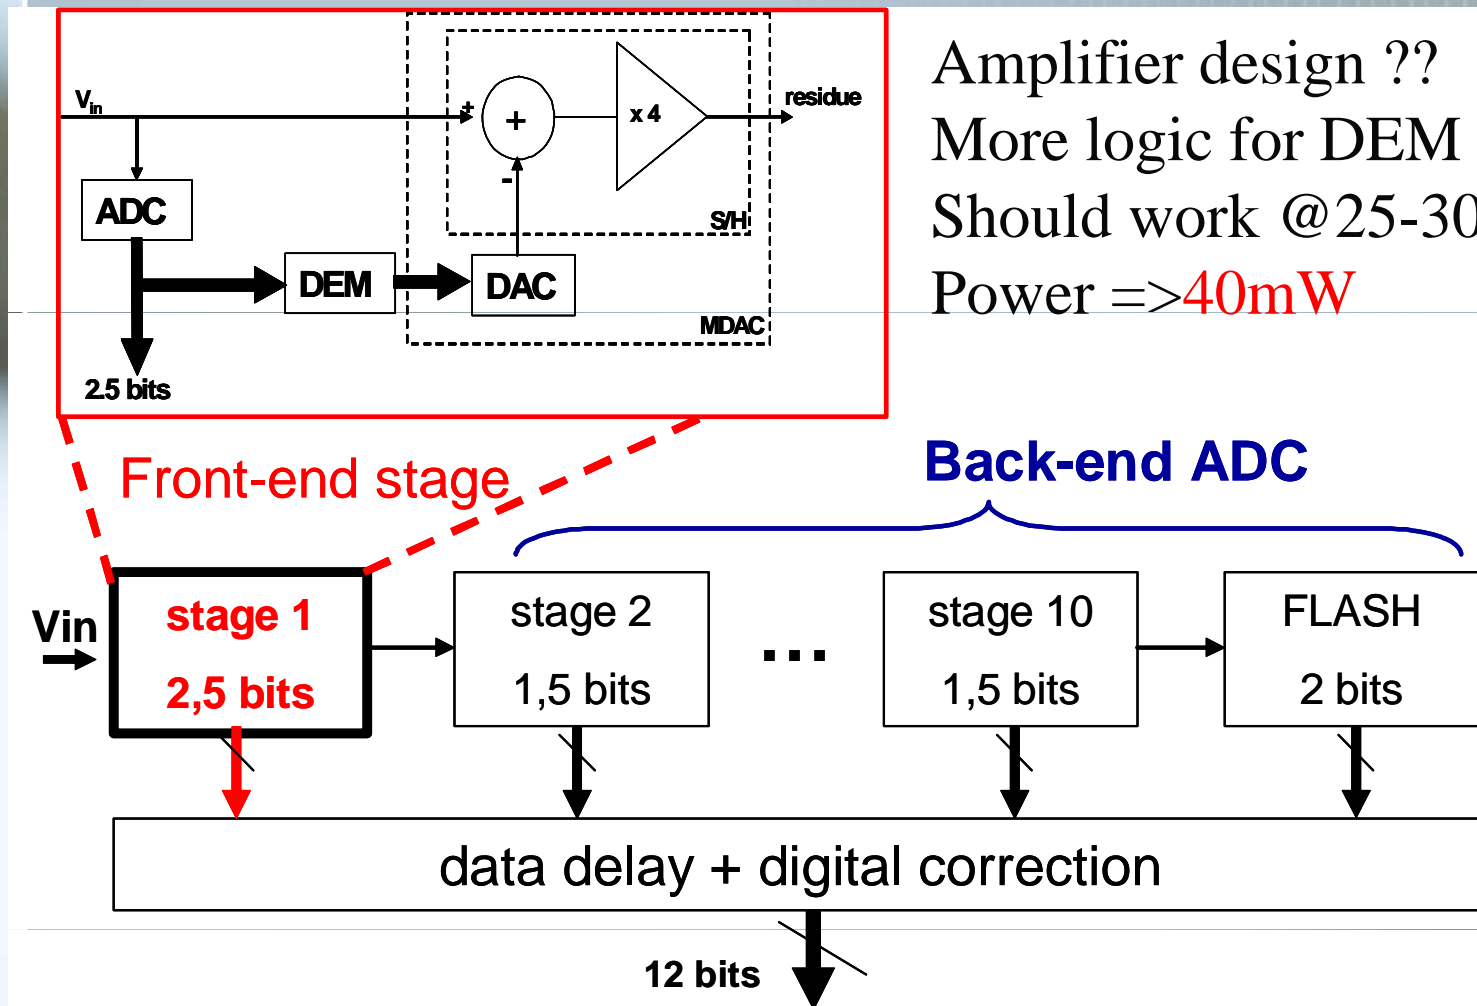 Vin
+
+
x 4
residue
-
ADC
S/H
DEM
DAC
MDAC
2.5 bits
Amplifier design ??
More logic for DEM
Should work @25-30
Power =>40mW
Front-end stage
Back-end ADC
Vin
stage 1
2,5 bits
stage 2
1,5 bits
...
stage 10
1,5 bits
FLASH
2 bits
data delay + digital correction
12 bits